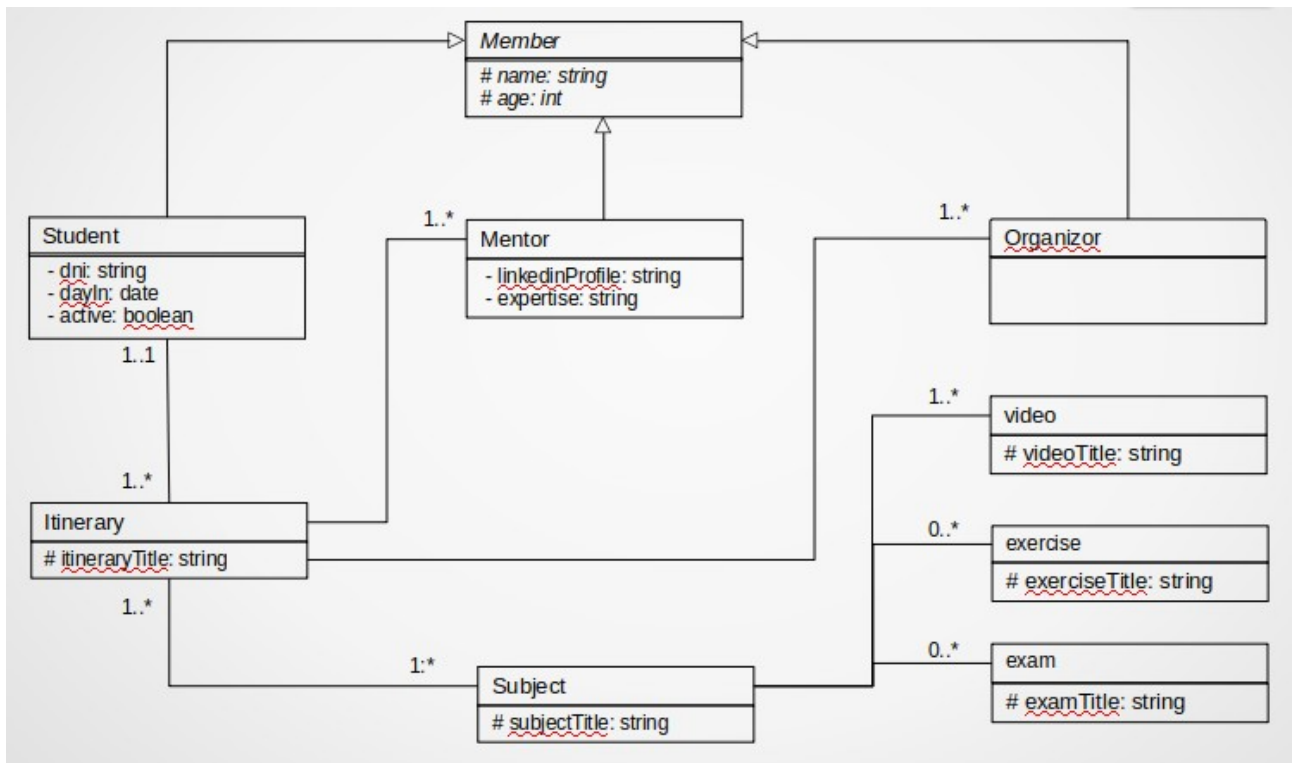 Member
# name: string
# age: int
1..*
1..*
Student
- dni: string
- dayIn: date
- active: boolean
Mentor
- linkedinProfile: string
- expertise: string
Organizor
1..1
1..*
video
# videoTitle: string
1..*
Itinerary
# itineraryTitle: string
0..*
exercise
# exerciseTitle: string
1..*
0..*
exam
# examTitle: string
1:*
Subject
# subjectTitle: string